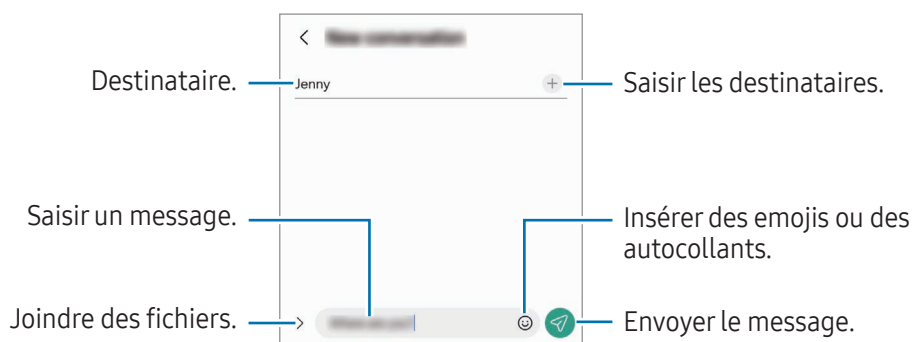 Destinataire.
Jenny
Saisir les destinataires.
Saisir un message.
Insérer des emojis ou des
autocollants.
Joindre des fichiers.
Envoyer le message.